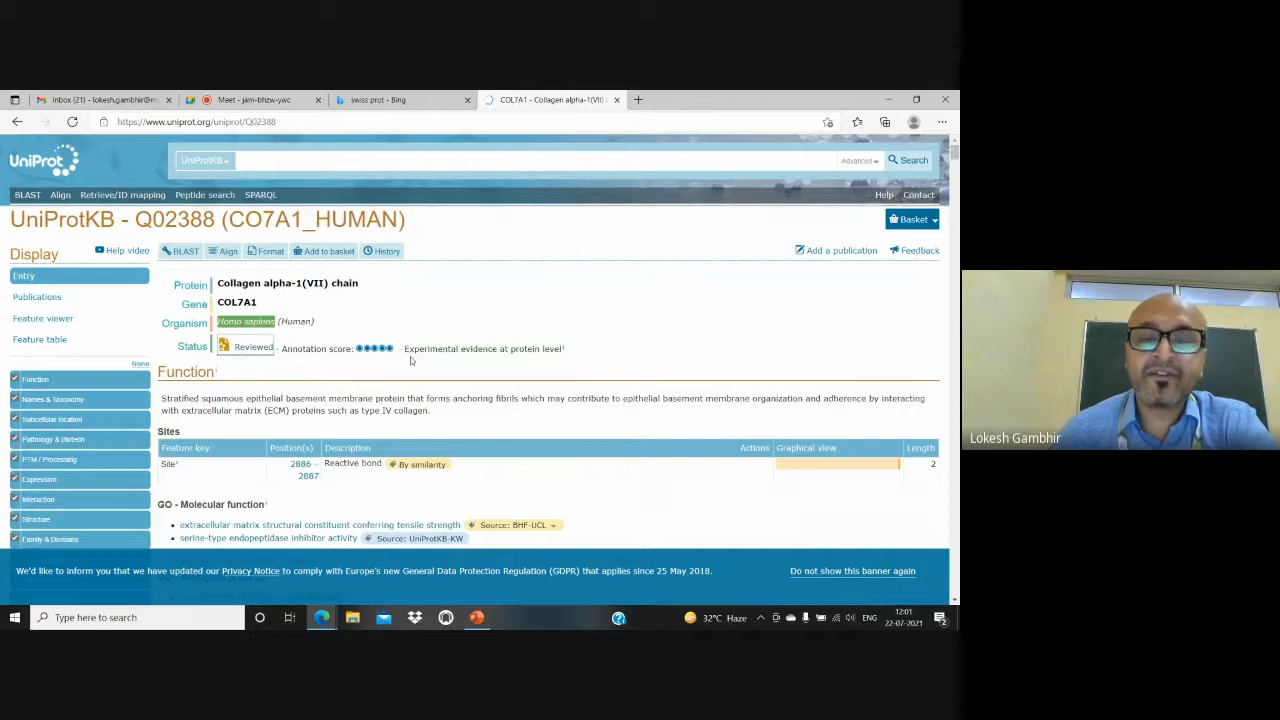 Inbox (21) - lokesh.gambhir@m
Meet - jam-bhzw-ywc
swiss prot - Bing
COL7A1 - Collagen alpha-1(VII)
https://www.uniprot.org/uniprot/Q02388
UniProt
UniProtKB
Advanced
Search
BLAST Align Retrieve/ID mapping Peptide search SPARQL
Help Contact
UniProtKB - Q02388 (CO7A1_HUMAN)
Basket
Display
Help video
BLAST Align Format Add to basket History
Add a publication Feedback
Entry
Publications
Feature viewer
Feature table
None
Function
Names & Taxonomy
Subcellular location
Pathology & Biotech
PTM / Processing
Expression
Interaction
Structure
Family & Domains
Protein Collagen alpha-1(VII) chain
Gene COL7A1
Organism Homo sapiens (Human)
Status Reviewed - Annotation score: - Experimental evidence at protein level i
Function i
Stratified squamous epithelial basement membrane protein that forms anchoring fibrils which may contribute to epithelial basement membrane organization and adherence by interacting
with extracellular matrix (ECM) proteins such as type IV collagen.
Sites
Feature key Position(s) Description Actions Graphical view Length
Site i 2886 – Reactive bond By similarity 2
2887
GO - Molecular function i
extracellular matrix structural constituent conferring tensile strength Source: BHF-UCL
serine-type endopeptidase inhibitor activity Source: UniProtKB-KW
We'd like to inform you that we have updated our Privacy Notice to comply with Europe's new General Data Protection Regulation (GDPR) that applies since 25 May 2018.
Do not show this banner again
Type here to search
32°C Haze
ENG
12:01
22-07-2021
2
Lokesh Gambhir